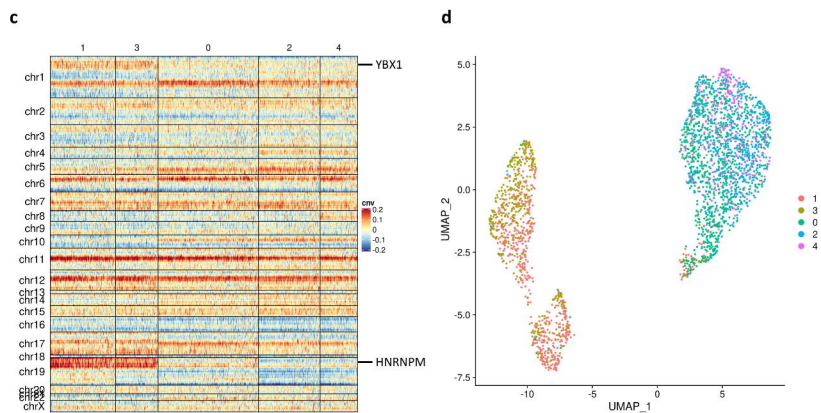 c
1 3 0 2 4
YBX1
chr1
chr2
chr3
chr4
chr5
chr6
chr7
chr8
chr9
chr10
chr11
chr12
chr13
chr14
chr15
chr16
chr17
chr18
chr19
chr20
chrX
HNRNPM
cnv
0.2
0.1
0
-0.1
-0.2
d
5.0
2.5
0.0
-2.5
-5.0
-7.5
UMAP_2
-10 -5 0 5
UMAP_1
1
3
0
2
4